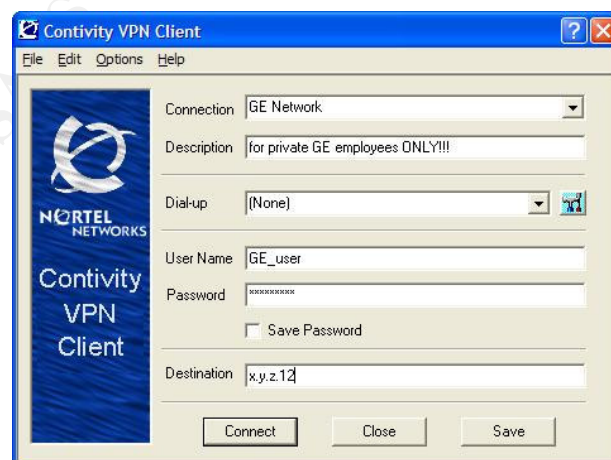 Contivity VPN Client
File Edit Options Help
NORTEL
NETWORKS
Contivity
VPN
Client
Connection GE Network
Description for private GE employees ONLY!!!
Dial-up (None)
User Name GE_user
Password *********
Save Password
Destination x.y.z.12
Connect Close Save